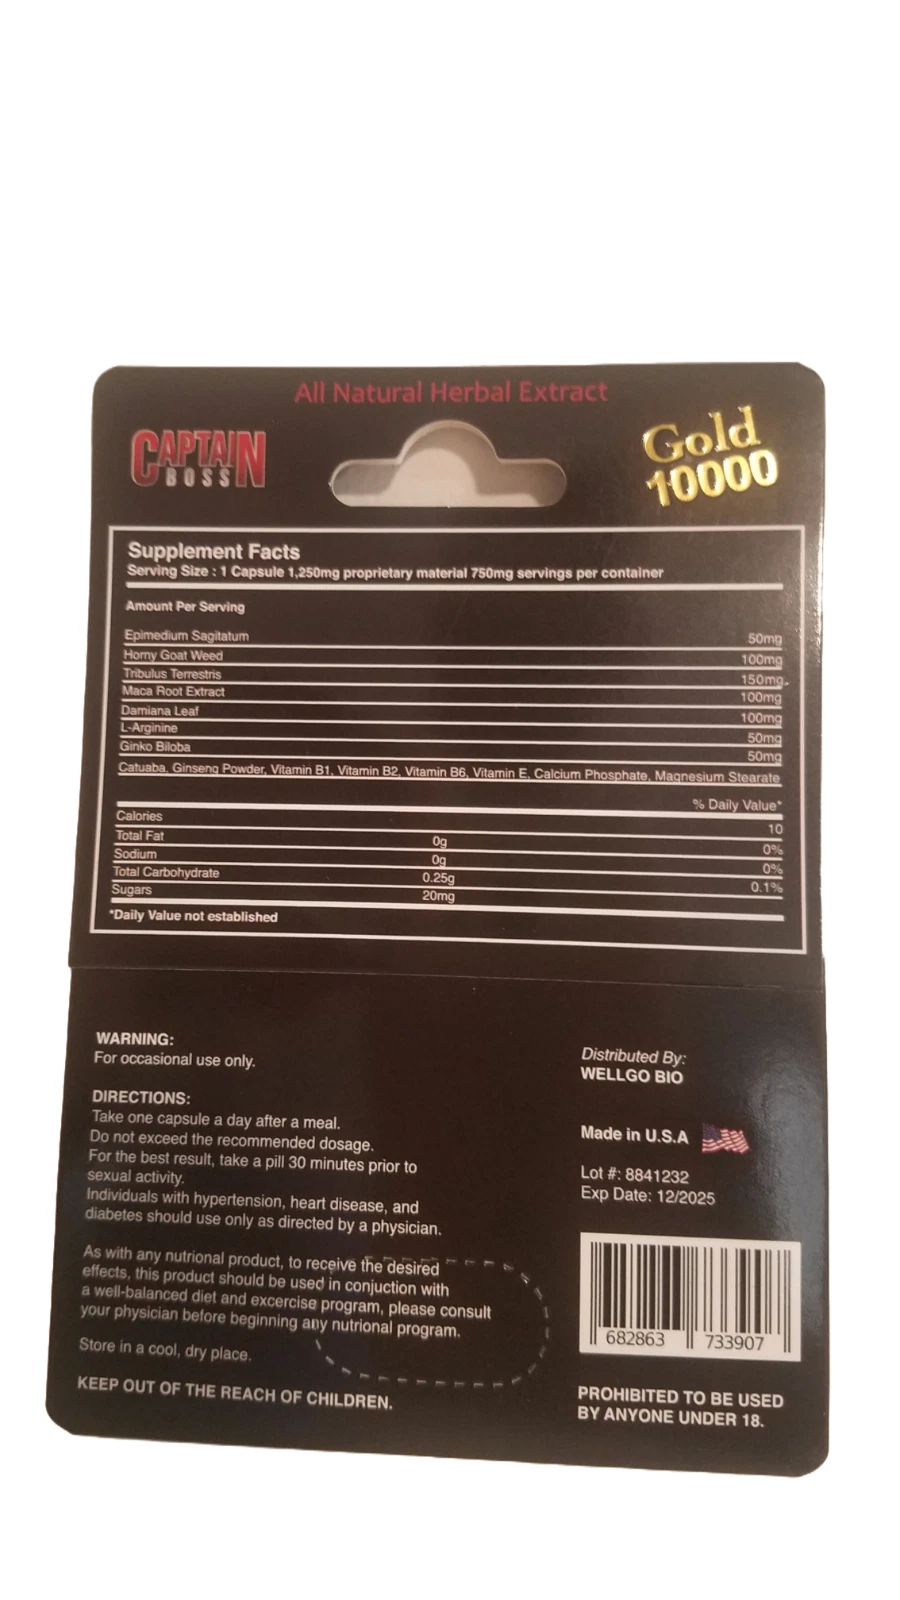 All Natural Herbal Extract
CAPTAIN
BOSS
Gold
10000
Supplement Facts
Serving Size : 1 Capsule 1,250mg proprietary material 750mg servings per container
Amount Per Serving
Epimedium Sagitatum 50mg
Horny Goat Weed 100mg
Tribulus Terrestris 150mg
Maca Root Extract 100mg
Damiana Leaf 100mg
L-Arginine 50mg
Ginko Biloba 50mg
Catuaba, Ginseng Powder, Vitamin B1, Vitamin B2, Vitamin B6, Vitamin E, Calcium Phosphate, Magnesium Stearate
% Daily Value*
Calories 10
Total Fat 0g 0%
Sodium 0g 0%
Total Carbohydrate 0.25g 0.1%
Sugars 20mg
*Daily Value not established
WARNING:
For occasional use only.
DIRECTIONS:
Take one capsule a day after a meal.
Do not exceed the recommended dosage.
For the best result, take a pill 30 minutes prior to
sexual activity.
Individuals with hypertension, heart disease, and
diabetes should use only as directed by a physician.
As with any nutrional product, to receive the desired
effects, this product should be used in conjuction with
a well-balanced diet and excercise program, please consult
your physician before beginning any nutrional program.
Store in a cool, dry place.
KEEP OUT OF THE REACH OF CHILDREN.
Distributed By:
WELLGO BIO
Made in U.S.A
Lot #: 8841232
Exp Date: 12/2025
682863 733907
PROHIBITED TO BE USED
BY ANYONE UNDER 18.